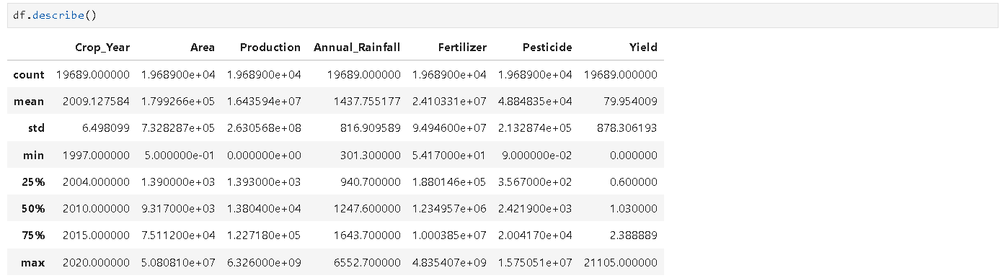 df.describe()
Crop_Year Area Production Annual_Rainfall Fertilizer Pesticide Yield
count 19689.000000 1.968900e+04 1.968900e+04 19689.000000 1.968900e+04 1.968900e+04 19689.000000
mean 2009.127584 1.799266e+05 1.643594e+07 1437.755177 2.410331e+07 4.884835e+04 79.954009
std 6.498099 7.328287e+05 2.630568e+08 816.909589 9.494600e+07 2.132874e+05 878.306193
min 1997.000000 5.000000e-01 0.000000e+00 301.300000 5.417000e+01 9.000000e-02 0.000000
25% 2004.000000 1.390000e+03 1.393000e+03 940.700000 1.880146e+05 3.567000e+02 0.600000
50% 2010.000000 9.317000e+03 1.380400e+04 1247.600000 1.234957e+06 2.421900e+03 1.030000
75% 2015.000000 7.511200e+04 1.227180e+05 1643.700000 1.000385e+07 2.004170e+04 2.388889
max 2020.000000 5.080810e+07 6.326000e+09 6552.700000 4.835407e+09 1.575051e+07 21105.000000